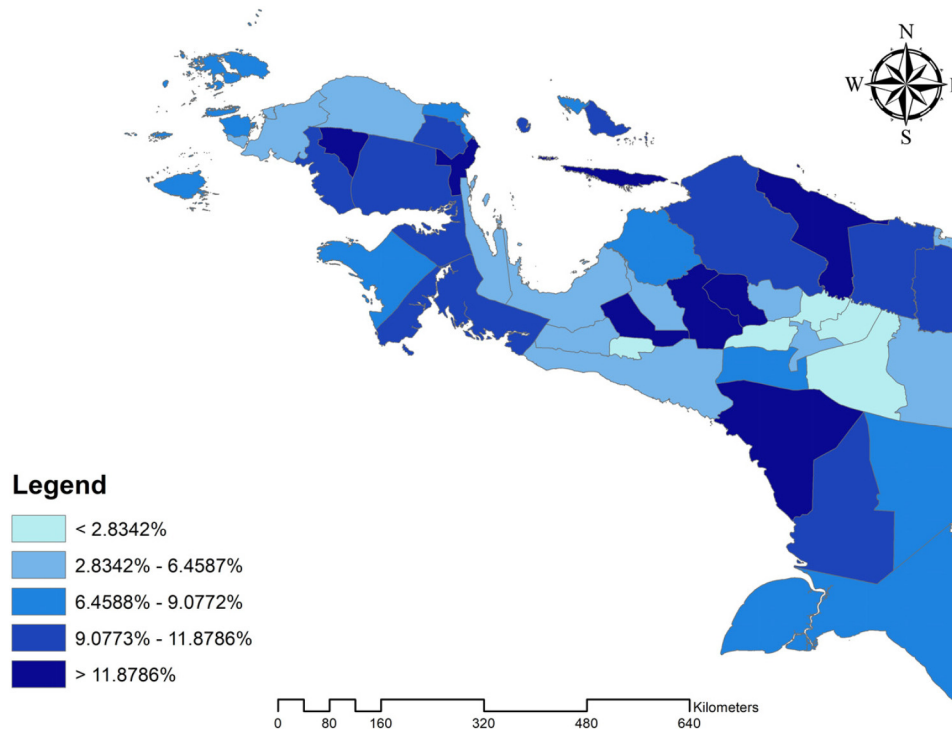 N
W
S
Legend
< 2.8342%
2.8342% - 6.4587%
6.4588% - 9.0772%
9.0773% - 11.8786%
> 11.8786%
Kilometers
0 80 160 320 480 640